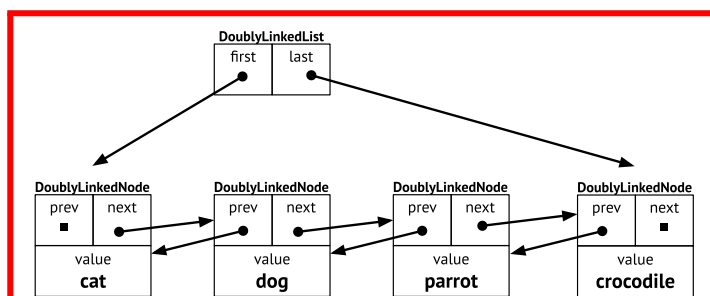 DoublyLinkedList
first last
DoublyLinkedNode DoublyLinkedNode DoublyLinkedNode DoublyLinkedNode
prev next prev next prev next prev next
value value value value
cat dog parrot crocodile